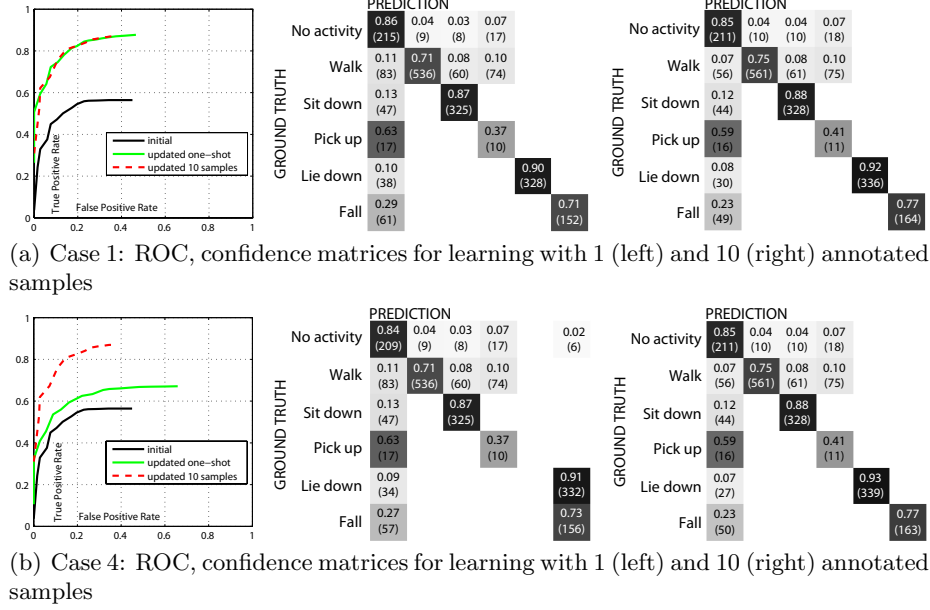 PREDICTION PREDICTION
1
0.8
0.6
0.4
0.2
0
0 0.2 0.4 0.6 0.8 1
True Positive Rate
False Positive Rate
initial
updated one-shot
updated 10 samples
GROUND TRUTH
No activity 0.86 (215) 0.04 (9) 0.03 (8) 0.07 (17)
Walk 0.11 (83) 0.71 (536) 0.08 (60) 0.10 (74)
Sit down 0.13 (47) 0.87 (325)
Pick up 0.63 (17) 0.37 (10)
Lie down 0.10 (38) 0.90 (328)
Fall 0.29 (61) 0.71 (152)
GROUND TRUTH
No activity 0.85 (211) 0.04 (10) 0.04 (10) 0.07 (18)
Walk 0.07 (56) 0.75 (561) 0.08 (61) 0.10 (75)
Sit down 0.12 (44) 0.88 (328)
Pick up 0.59 (16) 0.41 (11)
Lie down 0.08 (30) 0.92 (336)
Fall 0.23 (49) 0.77 (164)
(a) Case 1: ROC, confidence matrices for learning with 1 (left) and 10 (right) annotated
samples
PREDICTION PREDICTION
1
0.8
0.6
0.4
0.2
0
0 0.2 0.4 0.6 0.8 1
True Positive Rate
False Positive Rate
initial
updated one-shot
updated 10 samples
GROUND TRUTH
No activity 0.84 (209) 0.04 (9) 0.03 (8) 0.07 (17) 0.02 (6)
Walk 0.11 (83) 0.71 (536) 0.08 (60) 0.10 (74)
Sit down 0.13 (47) 0.87 (325)
Pick up 0.63 (17) 0.37 (10)
Lie down 0.09 (34) 0.91 (332)
Fall 0.27 (57) 0.73 (156)
GROUND TRUTH
No activity 0.85 (211) 0.04 (10) 0.04 (10) 0.07 (18)
Walk 0.07 (56) 0.75 (561) 0.08 (61) 0.10 (75)
Sit down 0.12 (44) 0.88 (328)
Pick up 0.59 (16) 0.41 (11)
Lie down 0.07 (27) 0.93 (339)
Fall 0.23 (50) 0.77 (163)
(b) Case 4: ROC, confidence matrices for learning with 1 (left) and 10 (right) annotated
samples